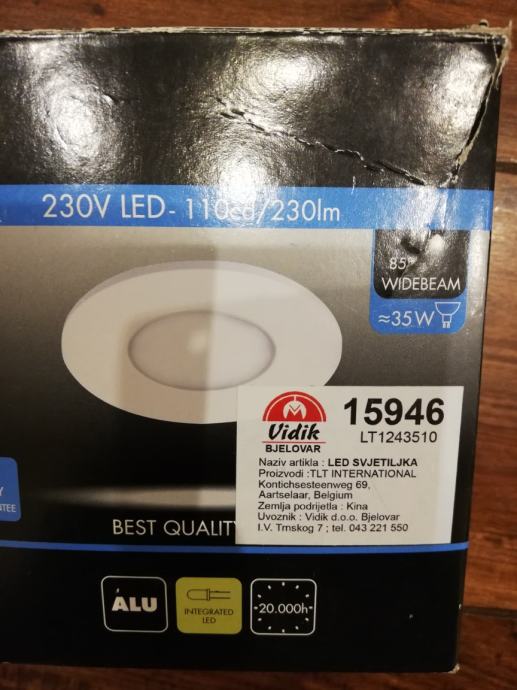 230V LED - 110cd/230lm
85°
WIDEBEAM
≈35W
Vidik
BJELOVAR
15946
LT1243510
Naziv artikla : LED SVJETILJKA
Proizvodi :TLT INTERNATIONAL
Kontichsesteenweg 69,
Aartselaar, Belgium
Zemlja podrijetla : Kina
Uvoznik : Vidik d.o.o. Bjelovar
I.V. Trnskog 7 ; tel. 043 221 550
BEST QUALITY
ALU
INTEGRATED
LED
20.000h